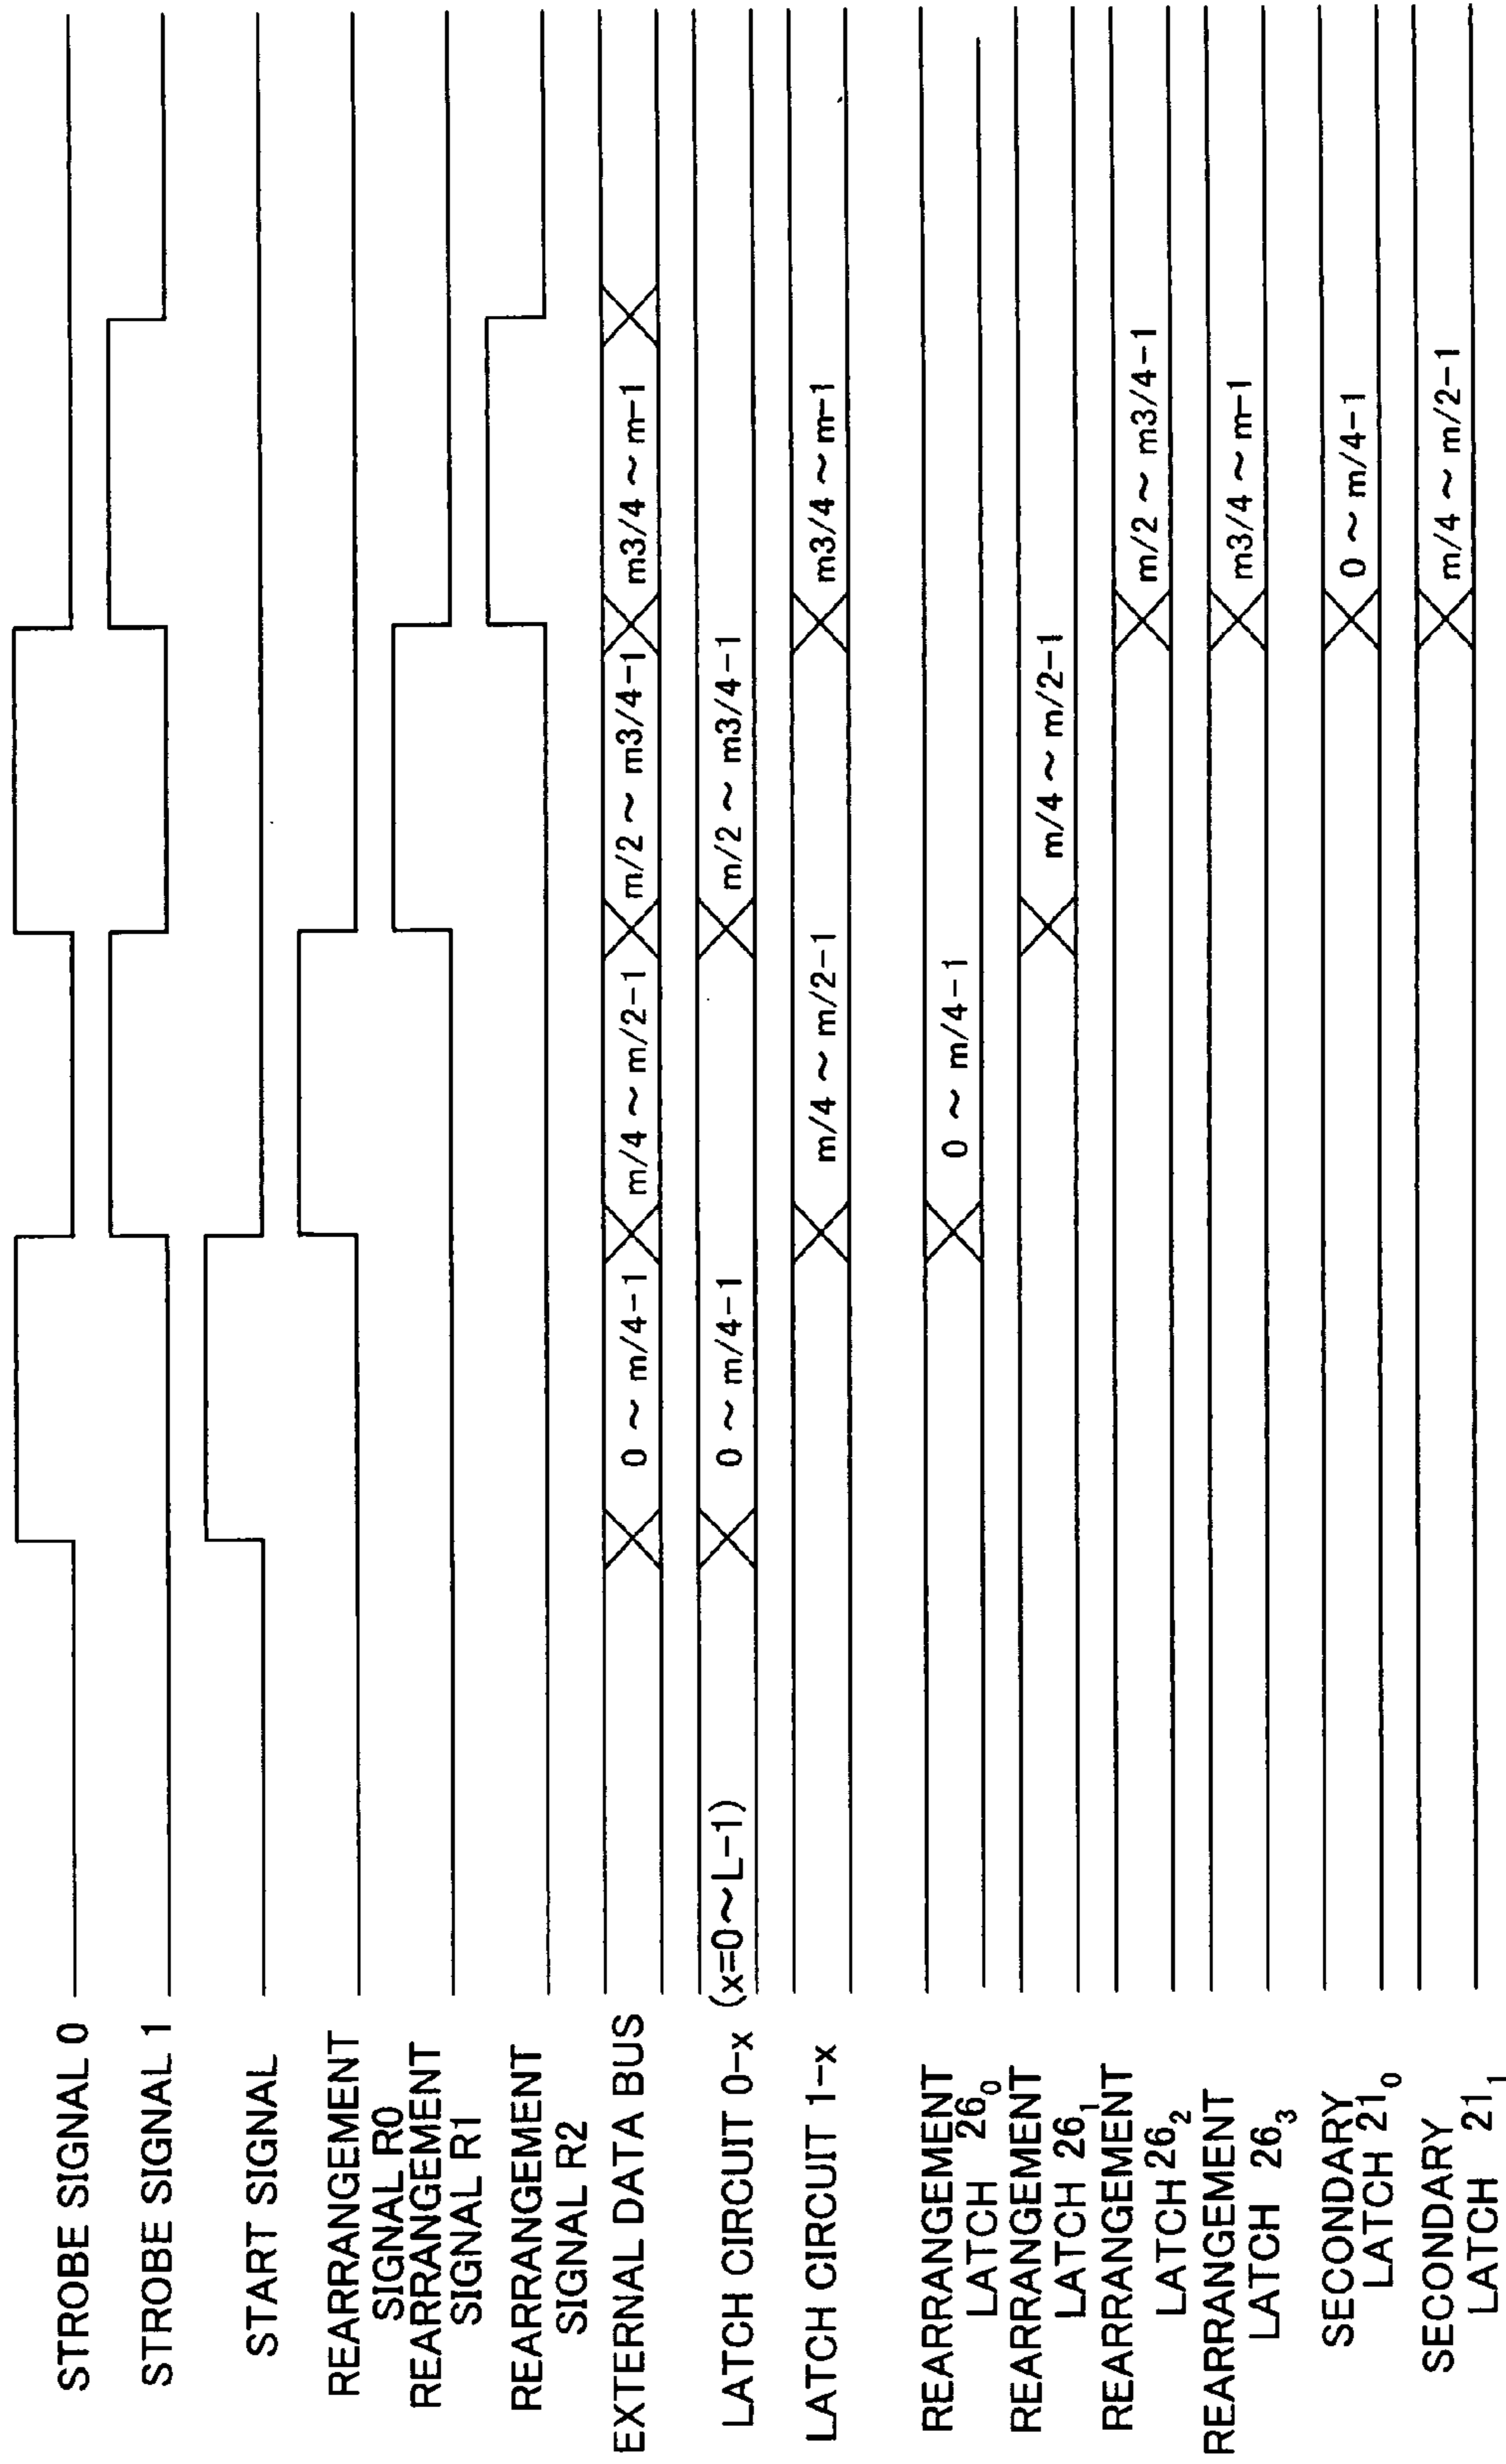 STROBE SIGNAL 0
STROBE SIGNAL 1
START SIGNAL
REARRANGEMENT
SIGNAL R0
REARRANGEMENT
SIGNAL R1
REARRANGEMENT
SIGNAL R2
EXTERNAL DATA BUS
0 ~ m/4-1
m/4 ~ m/2-1
m/2 ~ m3/4-1
m3/4 ~ m-1
LATCH CIRCUIT 0-x (x=0~L-1)
0 ~ m/4-1
m/2 ~ m3/4-1
LATCH CIRCUIT 1-x
m/4 ~ m/2-1
m3/4 ~ m-1
REARRANGEMENT
LATCH 26₀
0 ~ m/4-1
REARRANGEMENT
LATCH 26₁
m/4 ~ m/2-1
REARRANGEMENT
LATCH 26₂
m/2 ~ m3/4-1
REARRANGEMENT
LATCH 26₃
m3/4 ~ m-1
SECONDARY
LATCH 21₀
0 ~ m/4-1
SECONDARY
LATCH 21₁
m/4 ~ m/2-1